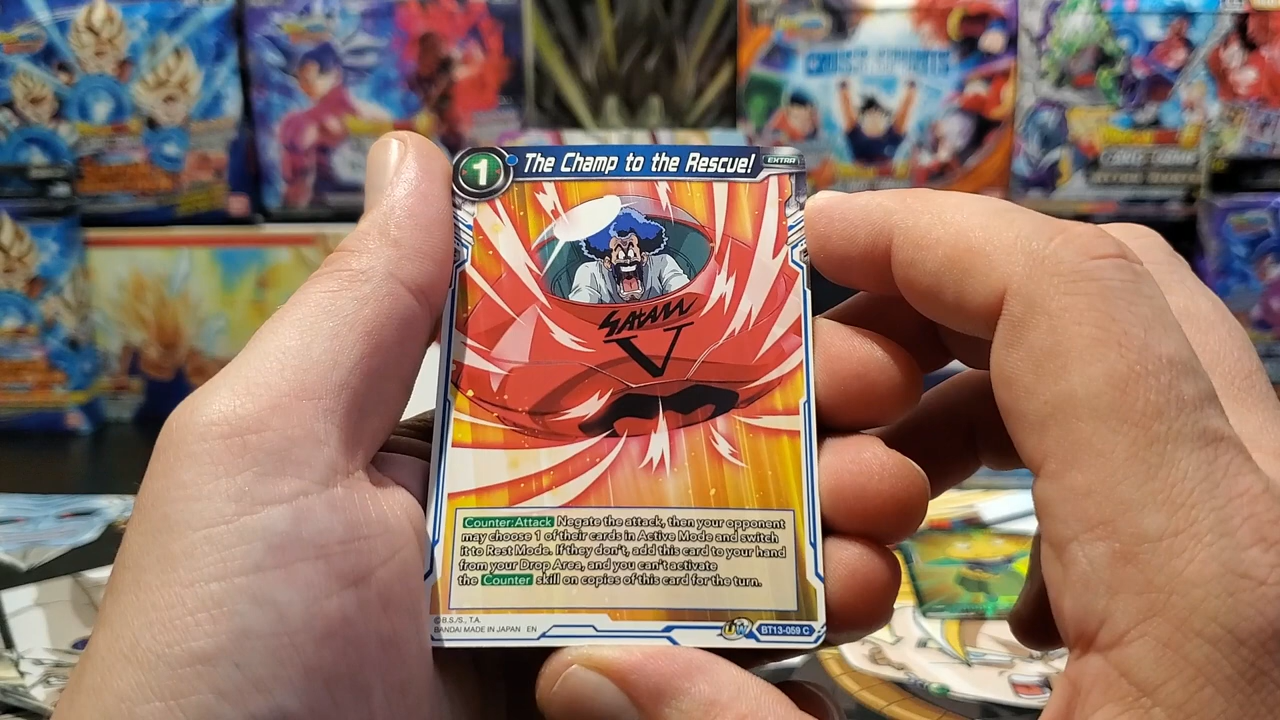 1
The Champ to the Rescue!
EXTRA
SATAN
V
Counter:Attack Negate the attack, then your opponent
may choose 1 of their cards in Active Mode and switch
it to Rest Mode. If they don't, add this card to your hand
from your Drop Area, and you can't activate
the Counter skill on copies of this card for the turn.
©B.S./S., T.A.
BANDAI MADE IN JAPAN EN
UW
BT13-059 C